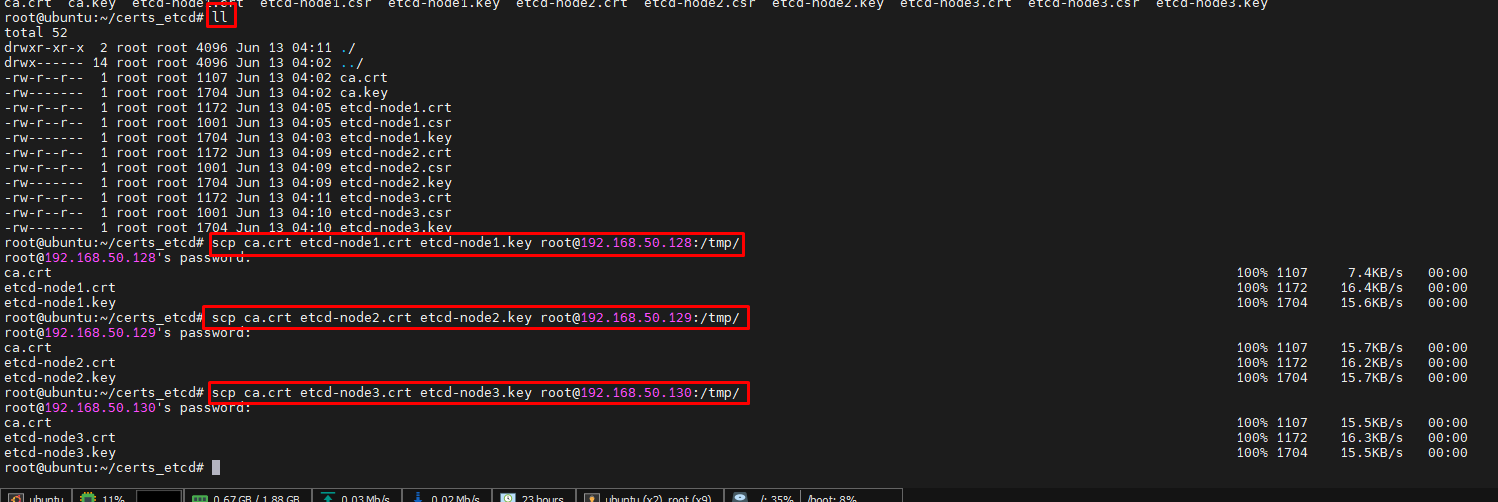 ca.crt ca.key etcd-node1.crt etcd-node1.csr etcd-node1.key etcd-node2.crt etcd-node2.csr etcd-node2.key etcd-node3.crt etcd-node3.csr etcd-node3.key
root@ubuntu:~/certs_etcd# ll
total 52
drwxr-xr-x 2 root root 4096 Jun 13 04:11 ./
drwx------ 14 root root 4096 Jun 13 04:02 ../
-rw-r--r-- 1 root root 1107 Jun 13 04:02 ca.crt
-rw------- 1 root root 1704 Jun 13 04:02 ca.key
-rw-r--r-- 1 root root 1172 Jun 13 04:05 etcd-node1.crt
-rw-r--r-- 1 root root 1001 Jun 13 04:05 etcd-node1.csr
-rw------- 1 root root 1704 Jun 13 04:03 etcd-node1.key
-rw-r--r-- 1 root root 1172 Jun 13 04:09 etcd-node2.crt
-rw-r--r-- 1 root root 1001 Jun 13 04:09 etcd-node2.csr
-rw------- 1 root root 1704 Jun 13 04:09 etcd-node2.key
-rw-r--r-- 1 root root 1172 Jun 13 04:11 etcd-node3.crt
-rw-r--r-- 1 root root 1001 Jun 13 04:10 etcd-node3.csr
-rw------- 1 root root 1704 Jun 13 04:10 etcd-node3.key
root@ubuntu:~/certs_etcd# scp ca.crt etcd-node1.crt etcd-node1.key root@192.168.50.128:/tmp/
root@192.168.50.128's password:
ca.crt 100% 1107 7.4KB/s 00:00
etcd-node1.crt 100% 1172 16.4KB/s 00:00
etcd-node1.key 100% 1704 15.6KB/s 00:00
root@ubuntu:~/certs_etcd# scp ca.crt etcd-node2.crt etcd-node2.key root@192.168.50.129:/tmp/
root@192.168.50.129's password:
ca.crt 100% 1107 15.7KB/s 00:00
etcd-node2.crt 100% 1172 16.2KB/s 00:00
etcd-node2.key 100% 1704 15.7KB/s 00:00
root@ubuntu:~/certs_etcd# scp ca.crt etcd-node3.crt etcd-node3.key root@192.168.50.130:/tmp/
root@192.168.50.130's password:
ca.crt 100% 1107 15.5KB/s 00:00
etcd-node3.crt 100% 1172 16.3KB/s 00:00
etcd-node3.key 100% 1704 15.5KB/s 00:00
root@ubuntu:~/certs_etcd#
ubuntu 11% 0.67 GB / 1.88 GB 0.03 Mb/s 0.02 Mb/s 23 hours ubuntu (x2) root (x9) /: 35% /boot: 8%